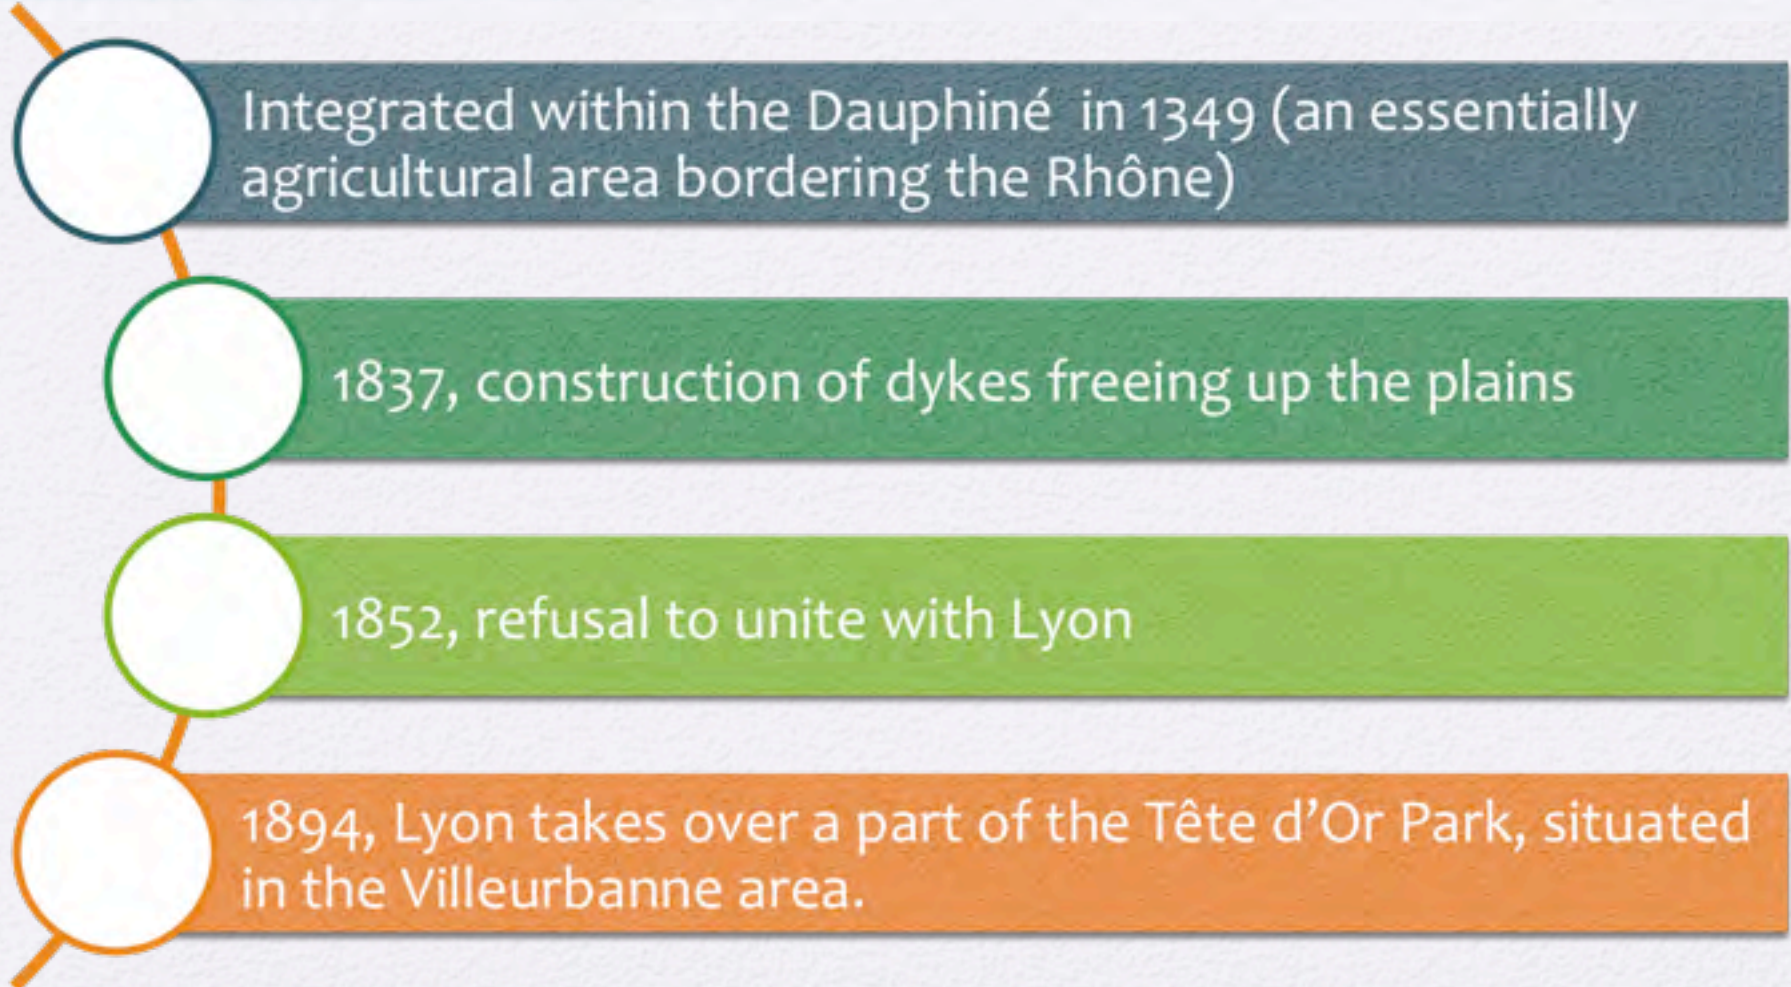 Integrated within the Dauphiné in 1349 (an essentially
agricultural area bordering the Rhône)
1837, construction of dykes freeing up the plains
1852, refusal to unite with Lyon
1894, Lyon takes over a part of the Tête d’Or Park, situated
in the Villeurbanne area.